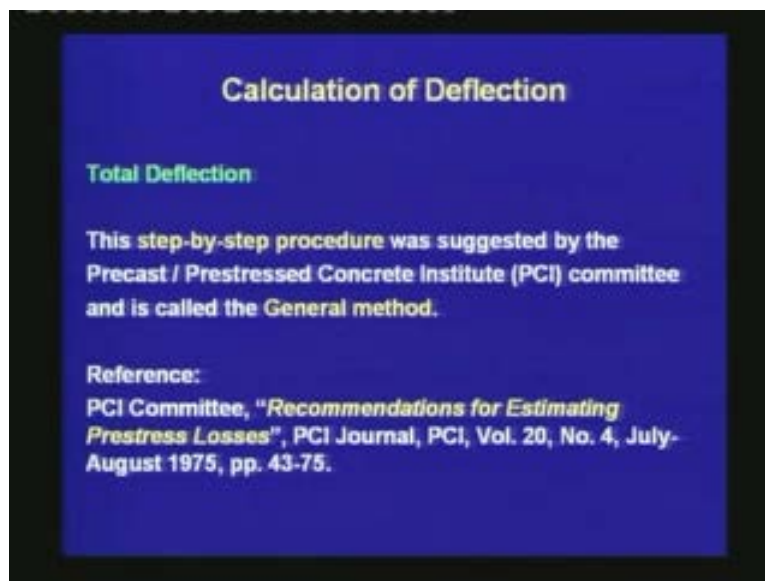 Calculation of Deflection
Total Deflection
This step-by-step procedure was suggested by the
Precast / Prestressed Concrete Institute (PCI) committee
and is called the General method.
Reference:
PCI Committee, “Recommendations for Estimating
Prestress Losses”, PCI Journal, PCI, Vol. 20, No. 4, July-
August 1975, pp. 43-75.